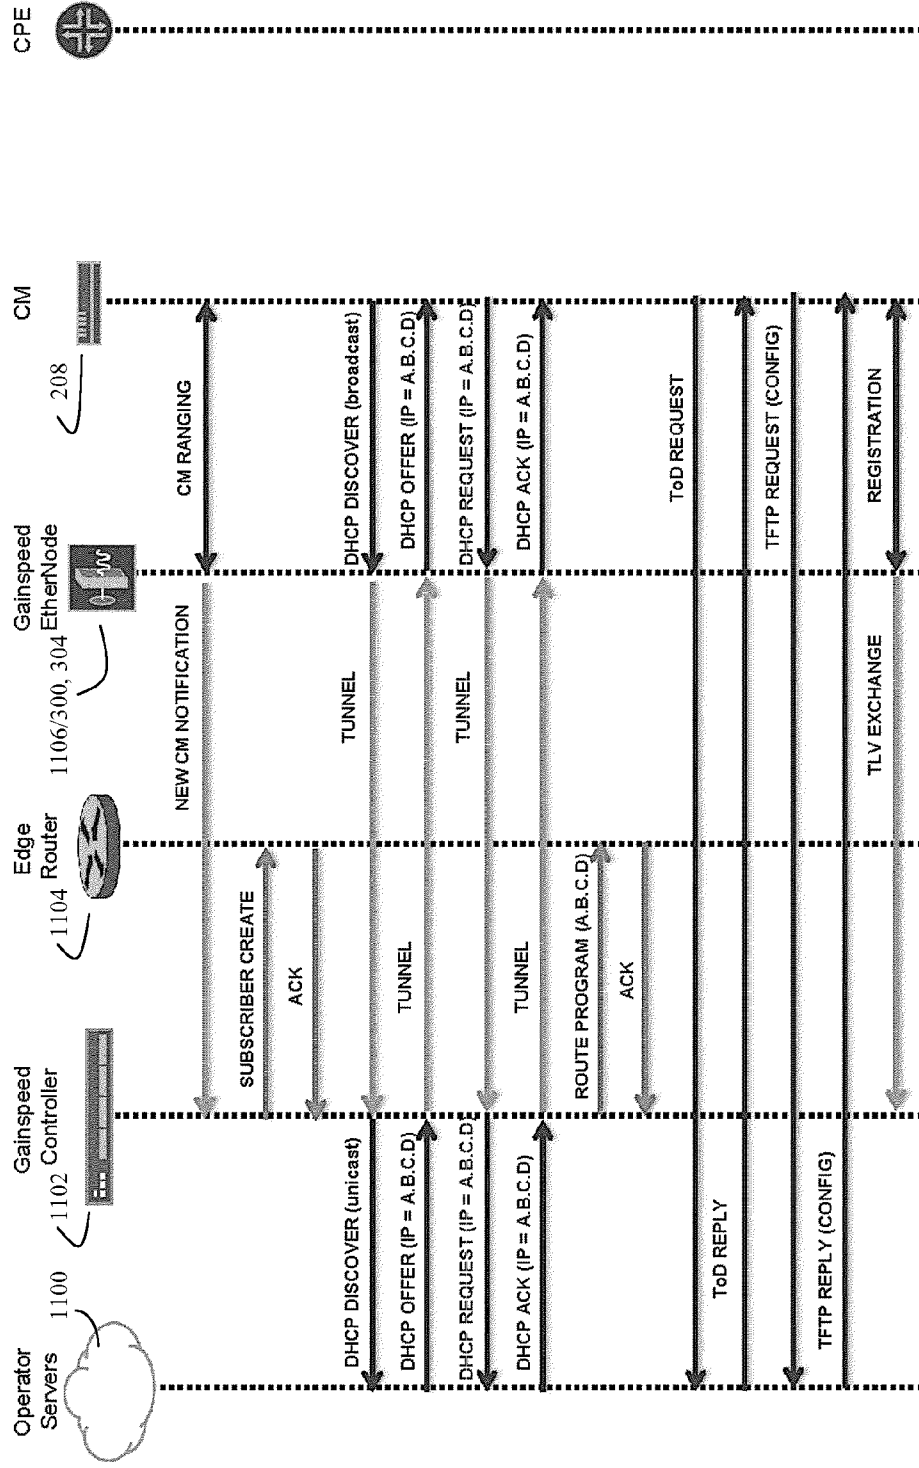 Operator
Servers
1100
Gainspeed
Controller
1102
Edge
Router
1104
Gainspeed
EtherNode
1106/300, 304
CM
208
CPE
NEW CM NOTIFICATION
CM RANGING
SUBSCRIBER CREATE
ACK
DHCP DISCOVER (unicast)
TUNNEL
DHCP DISCOVER (broadcast)
DHCP OFFER (IP = A.B.C.D)
TUNNEL
DHCP OFFER (IP = A.B.C.D)
DHCP REQUEST (IP = A.B.C.D)
TUNNEL
DHCP REQUEST (IP = A.B.C.D)
DHCP ACK (IP = A.B.C.D)
TUNNEL
DHCP ACK (IP = A.B.C.D)
ROUTE PROGRAM (A.B.C.D)
ACK
ToD REQUEST
ToD REPLY
TFTP REQUEST (CONFIG)
TFTP REPLY (CONFIG)
TLV EXCHANGE
REGISTRATION